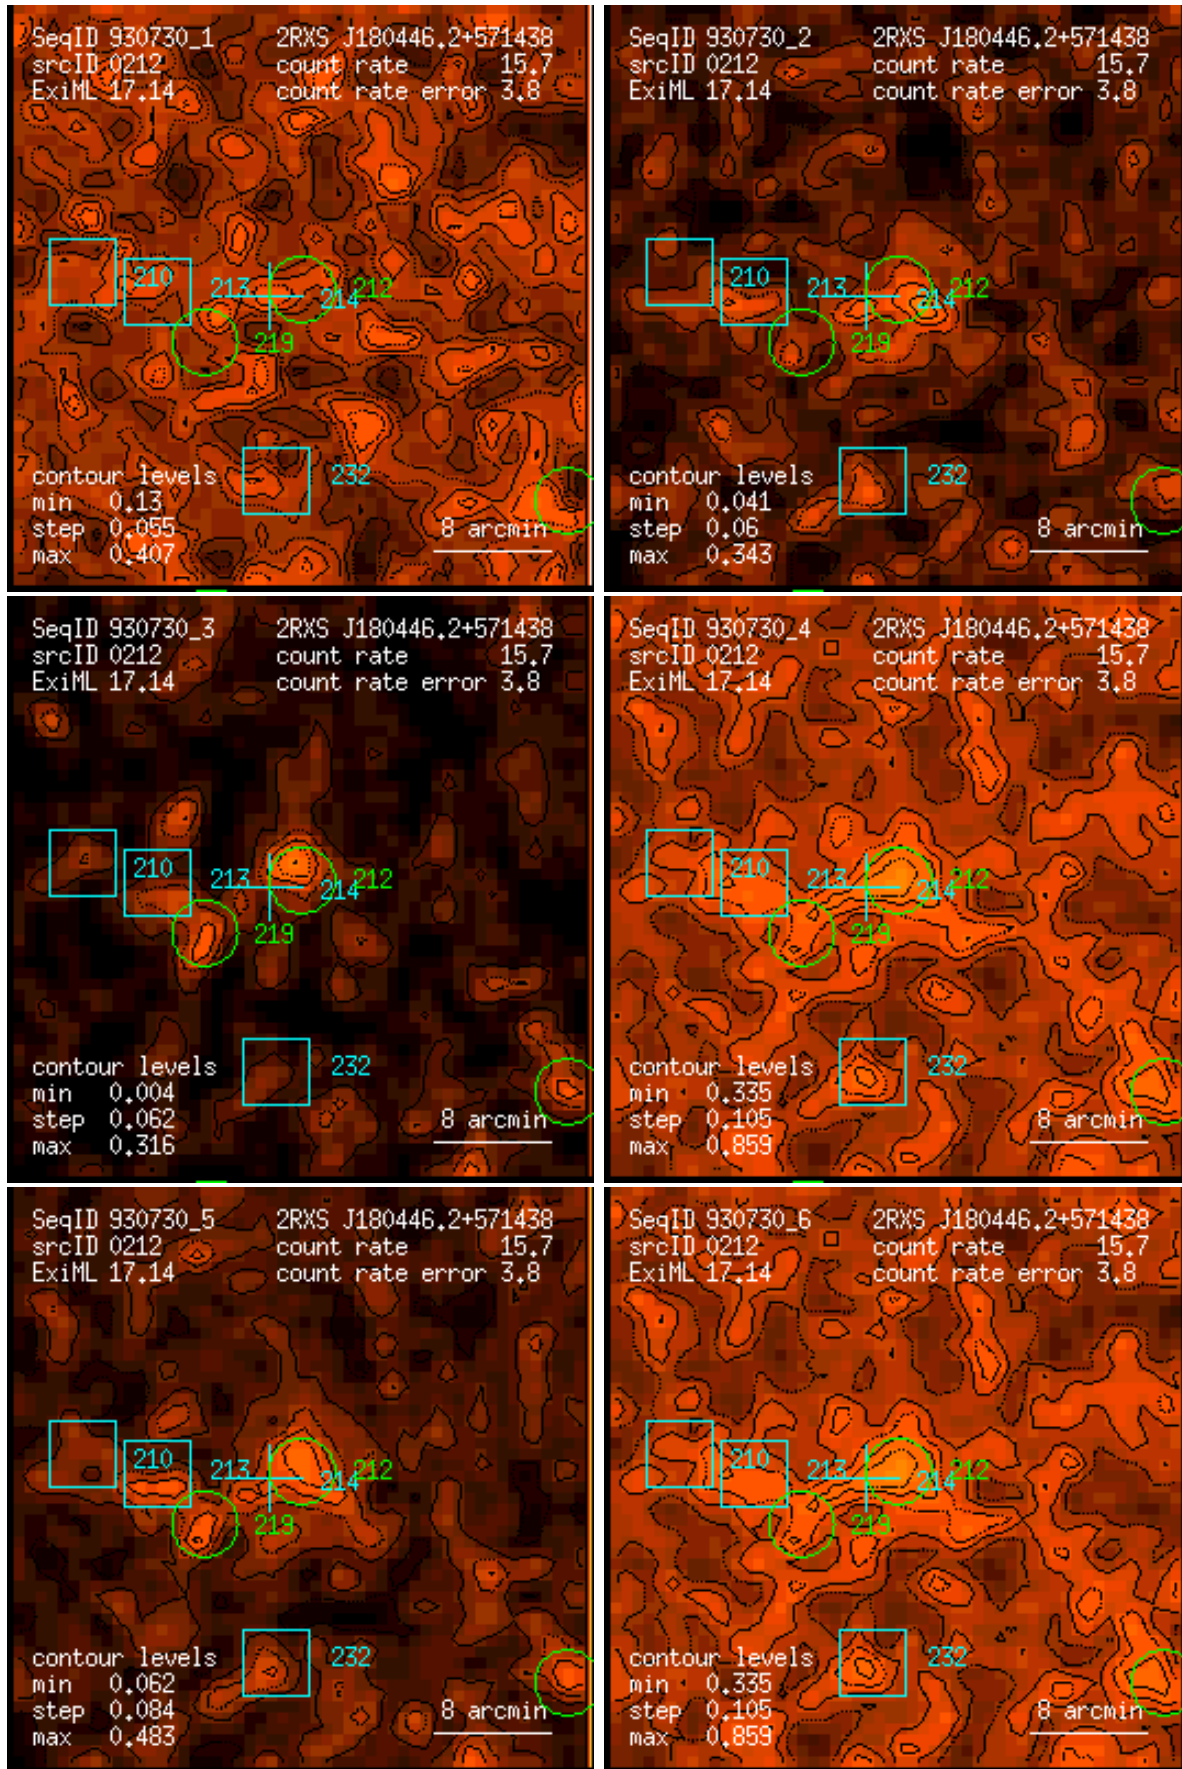 SeqID 930730_1 2RXS J180446.2+571438
srcID 0212 count rate 15.7
ExiML 17.14 count rate error 3.8
210
213
214
212
219
232
contour levels
min 0.13
step 0.055
max 0.407
8 arcmin
SeqID 930730_2 2RXS J180446.2+571438
srcID 0212 count rate 15.7
ExiML 17.14 count rate error 3.8
210
213
214
212
219
232
contour levels
min 0.041
step 0.06
max 0.343
8 arcmin
SeqID 930730_3 2RXS J180446.2+571438
srcID 0212 count rate 15.7
ExiML 17.14 count rate error 3.8
210
213
214
212
219
232
contour levels
min 0.004
step 0.062
max 0.316
8 arcmin
SeqID 930730_4 2RXS J180446.2+571438
srcID 0212 count rate 15.7
ExiML 17.14 count rate error 3.8
210
213
214
212
219
232
contour levels
min 0.335
step 0.105
max 0.859
8 arcmin
SeqID 930730_5 2RXS J180446.2+571438
srcID 0212 count rate 15.7
ExiML 17.14 count rate error 3.8
210
213
214
212
219
232
contour levels
min 0.062
step 0.084
max 0.483
8 arcmin
SeqID 930730_6 2RXS J180446.2+571438
srcID 0212 count rate 15.7
ExiML 17.14 count rate error 3.8
210
213
214
212
219
232
contour levels
min 0.335
step 0.105
max 0.859
8 arcmin